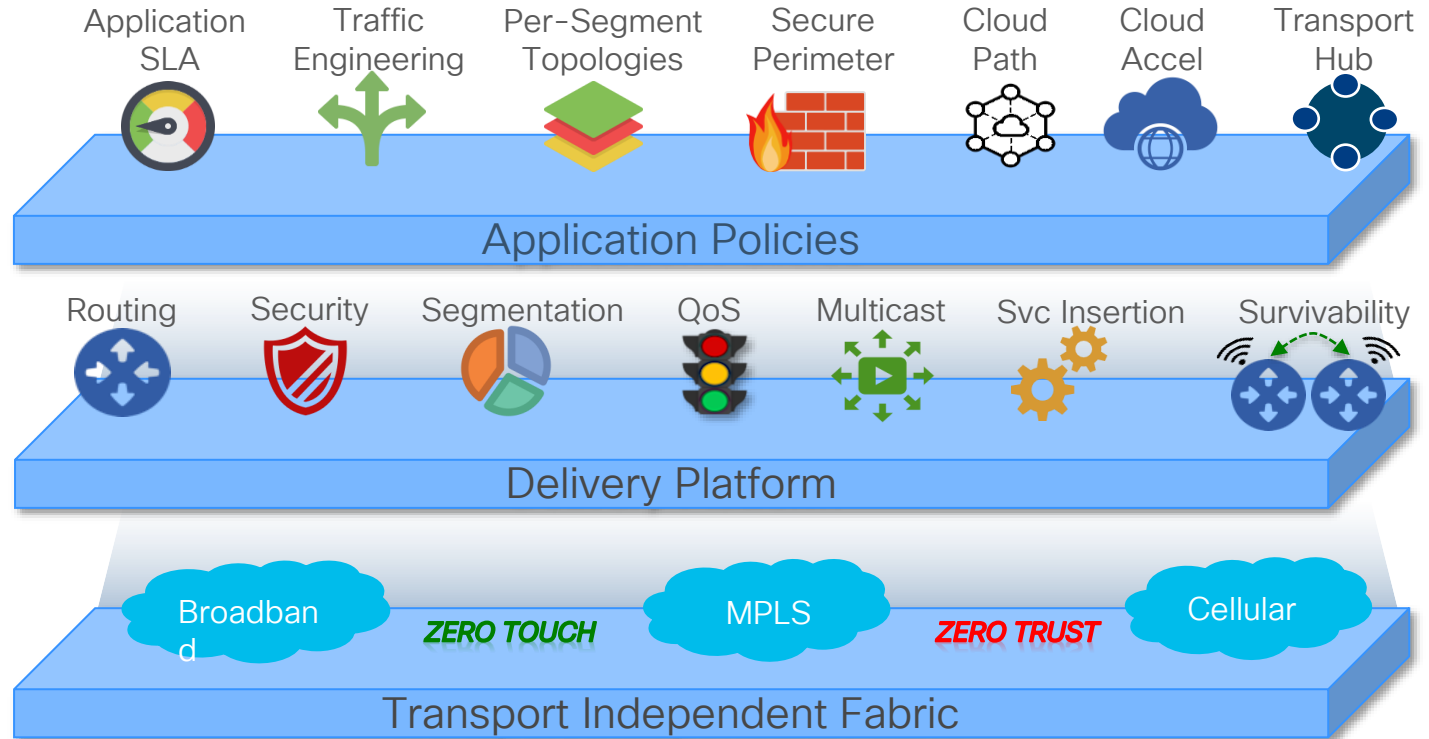 Application SLA
Traffic Engineering
Per-Segment Topologies
Secure Perimeter
Cloud Path
Cloud Accel
Transport Hub
Application Policies
Routing
Security
Segmentation
QoS
Multicast
Svc Insertion
Survivability
Delivery Platform
Broadban
d
ZERO TOUCH
MPLS
ZERO TRUST
Cellular
Transport Independent Fabric